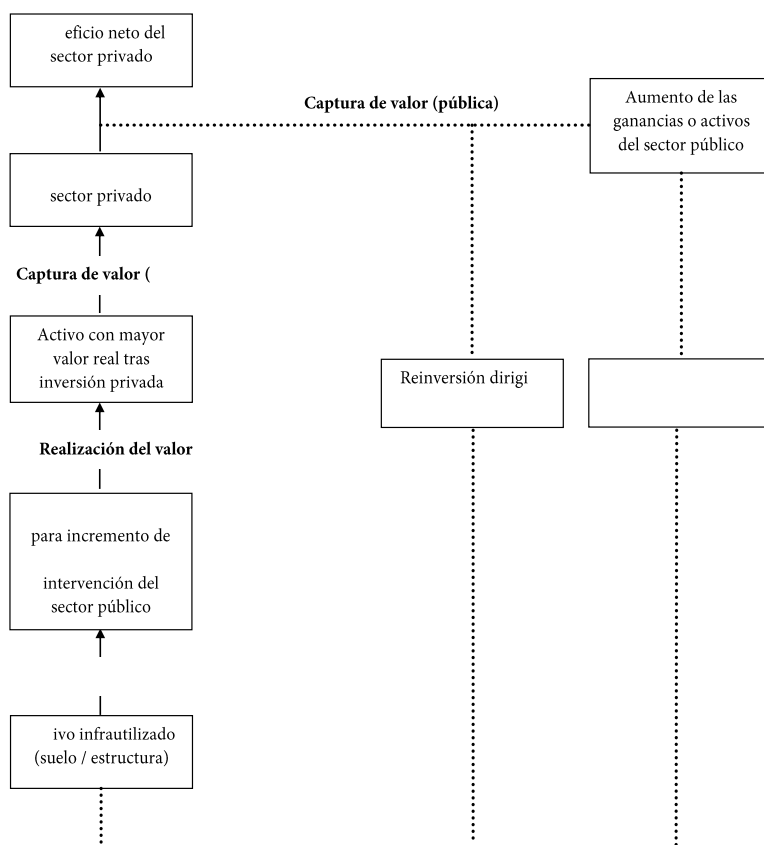 eficio neto del
sector privado
Captura de valor (pública)
Aumento de las
ganancias o activos
del sector público
sector privado
Captura de valor (
Activo con mayor
valor real tras
inversión privada
Reinversión dirigi
Realización del valor
para incremento de
intervención del
sector público
ivo infrautilizado
(suelo / estructura)